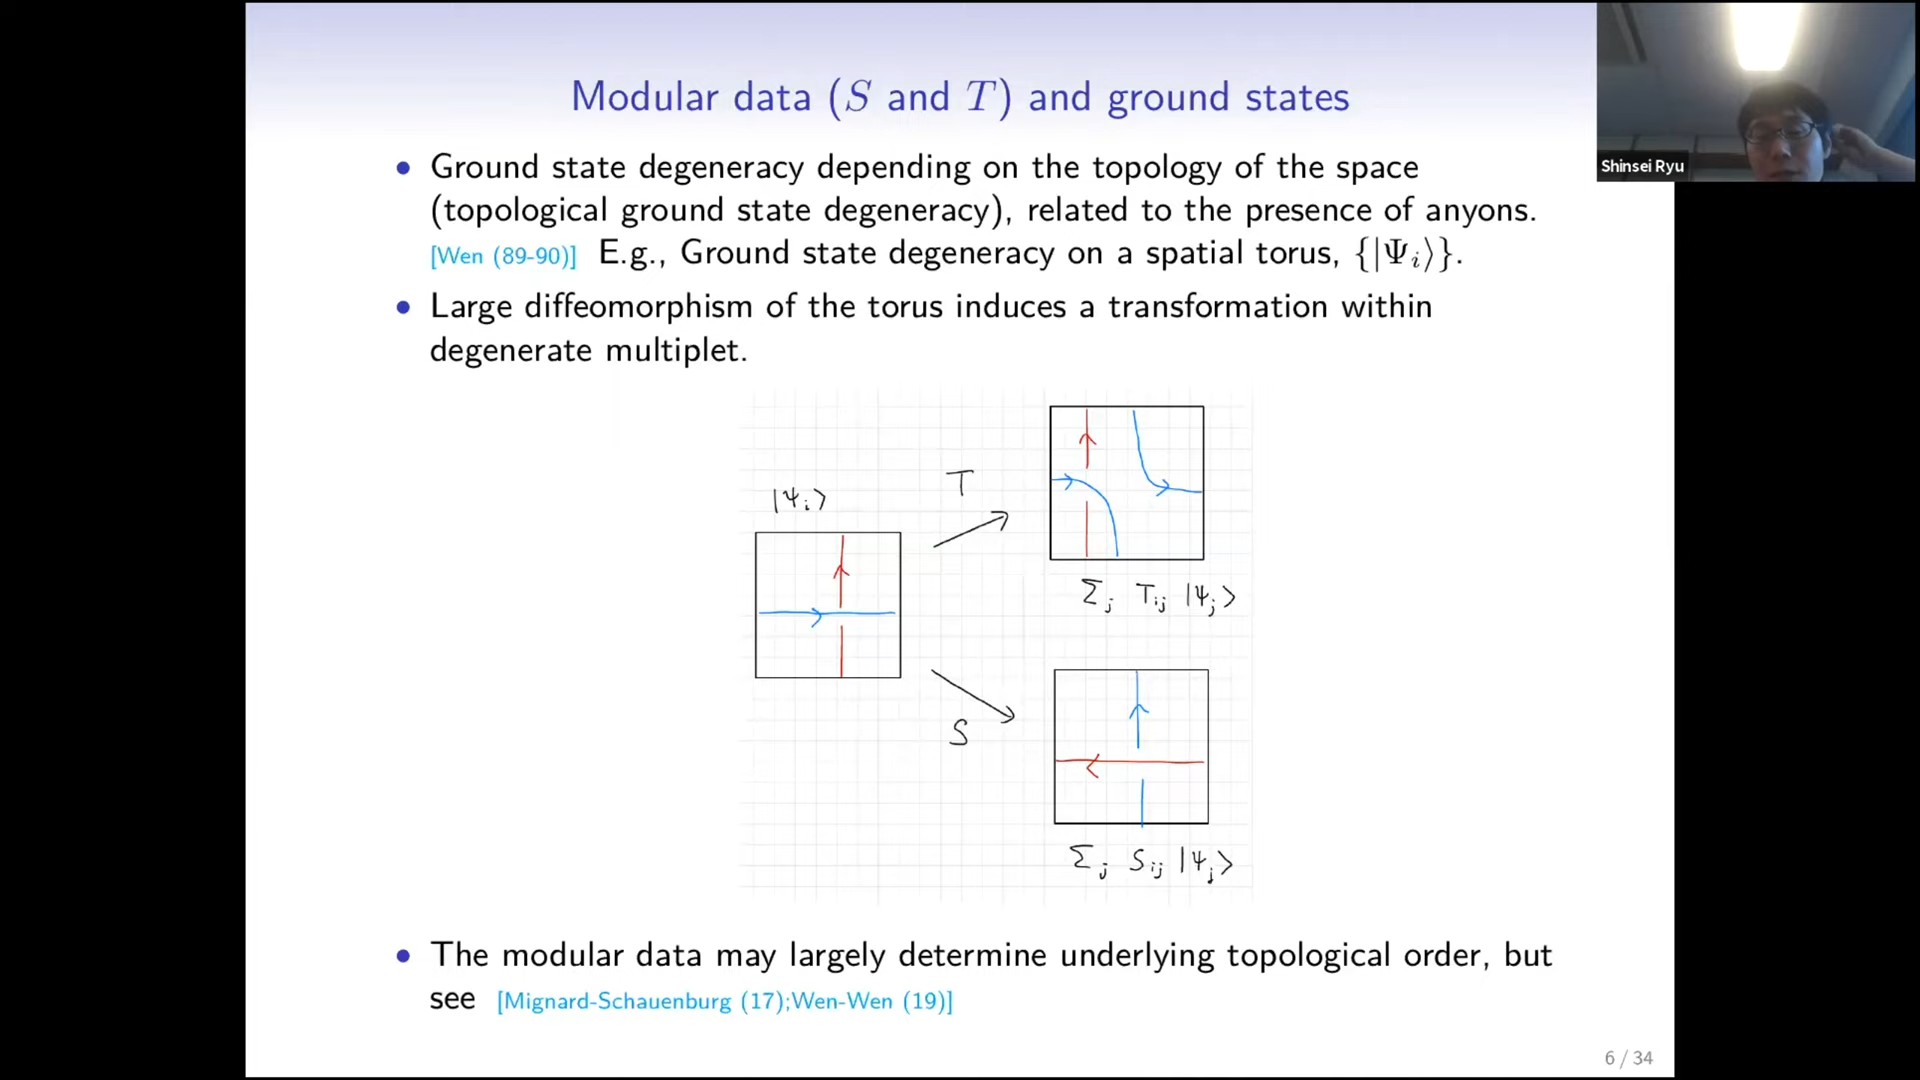 Modular data (S and T) and ground states
Shinsei Ryu
• Ground state degeneracy depending on the topology of the space
(topological ground state degeneracy), related to the presence of anyons.
[Wen (89-90)] E.g., Ground state degeneracy on a spatial torus, {|Ψᵢ⟩}.
• Large diffeomorphism of the torus induces a transformation within
degenerate multiplet.
|Ψᵢ⟩
T
Σⱼ Tᵢⱼ |Ψⱼ⟩
S
Σⱼ Sᵢⱼ |Ψⱼ⟩
• The modular data may largely determine underlying topological order, but
see [Mignard-Schauenburg (17);Wen-Wen (19)]
6 / 34